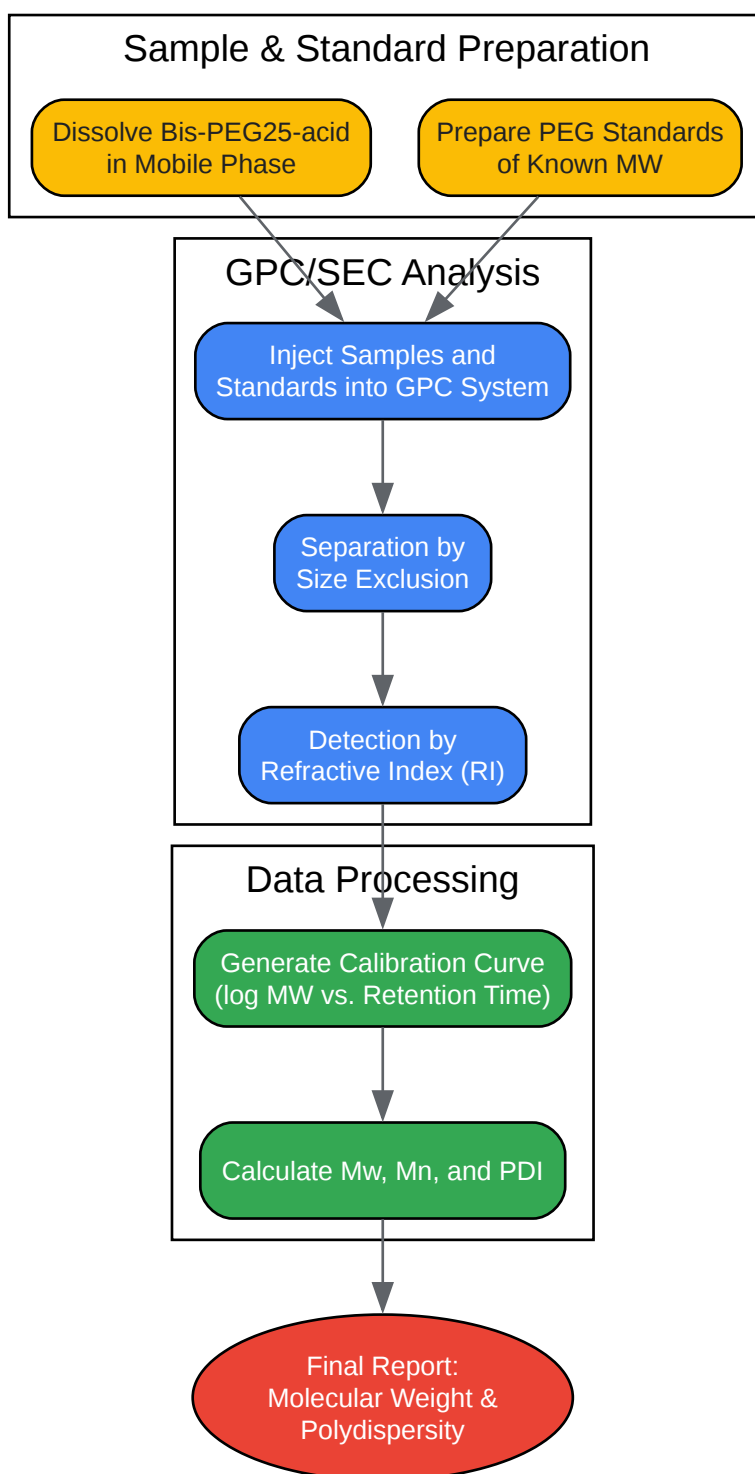 Sample & Standard Preparation
Dissolve Bis-PEG25-acid
in Mobile Phase
Prepare PEG Standards
of Known MW
GPC/SEC Analysis
Inject Samples and
Standards into GPC System
Separation by
Size Exclusion
Detection by
Refractive Index (RI)
Data Processing
Generate Calibration Curve
(log MW vs. Retention Time)
Calculate Mw, Mn, and PDI
Final Report:
Molecular Weight &
Polydispersity